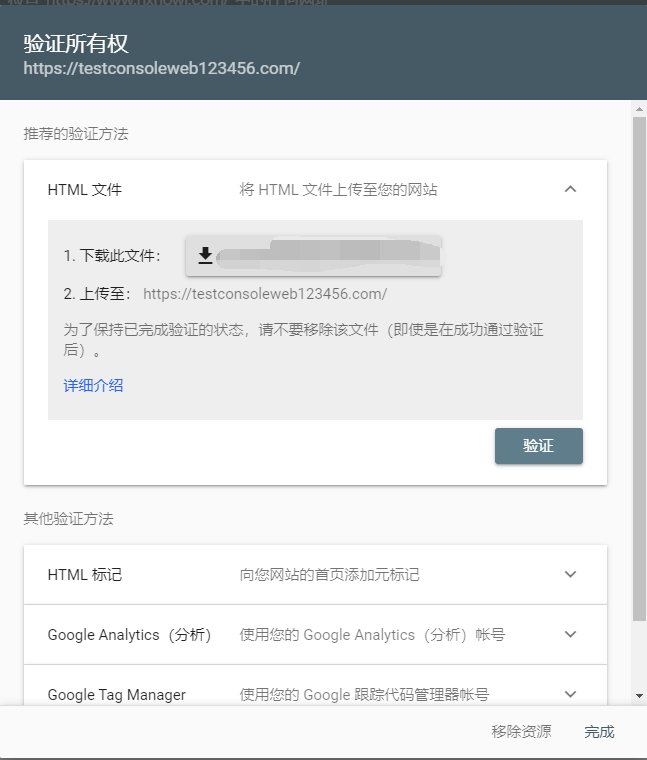 验证所有权
https://testconsoleweb123456.com/
推荐的验证方法
HTML 文件
将 HTML 文件上传至您的网站
1. 下载此文件：
2. 上传至： https://testconsoleweb123456.com/
为了保持已完成验证的状态，请不要移除该文件（即使是在成功通过验证
后）。
详细介绍
验证
其他验证方法
HTML 标记
向您网站的首页添加元标记
Google Analytics（分析）
使用您的 Google Analytics（分析）帐号
Google Tag Manager
使用您的 Google 跟踪代码管理器帐号
移除资源
完成